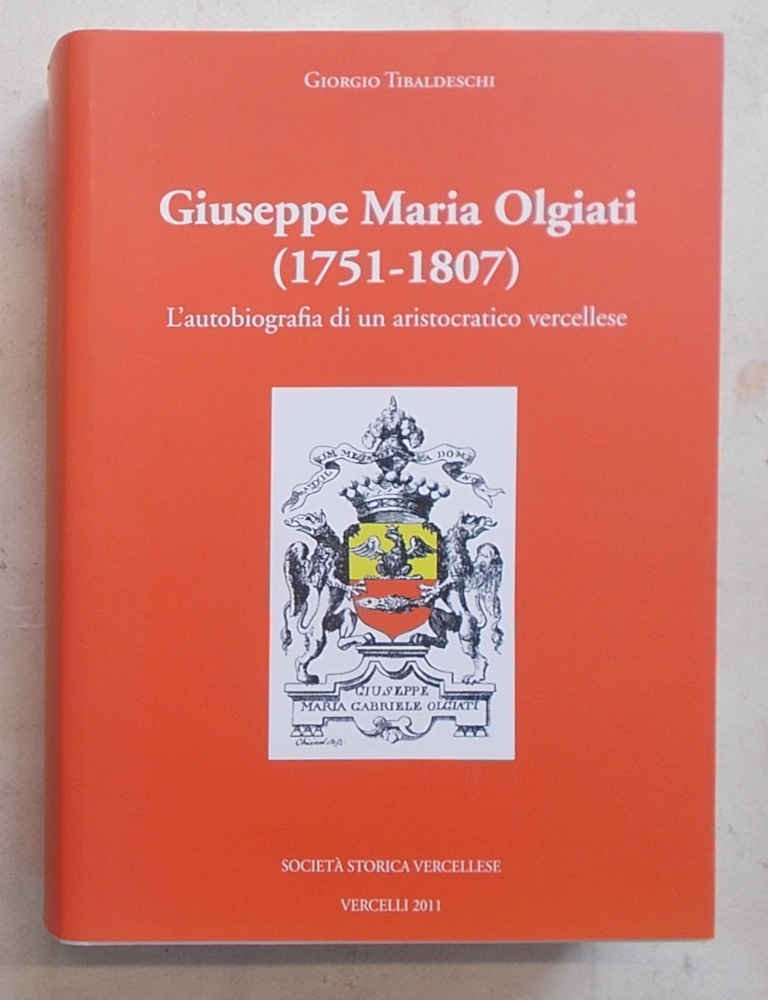 GIORGIO TIBALDESCHI
Giuseppe Maria Olgiati
(1751-1807)
L'autobiografia di un aristocratico vercellese
GIUSEPPE
MARIA GABRIELE OLGIATI
SOCIETÀ STORICA VERCELLESE
VERCELLI 2011